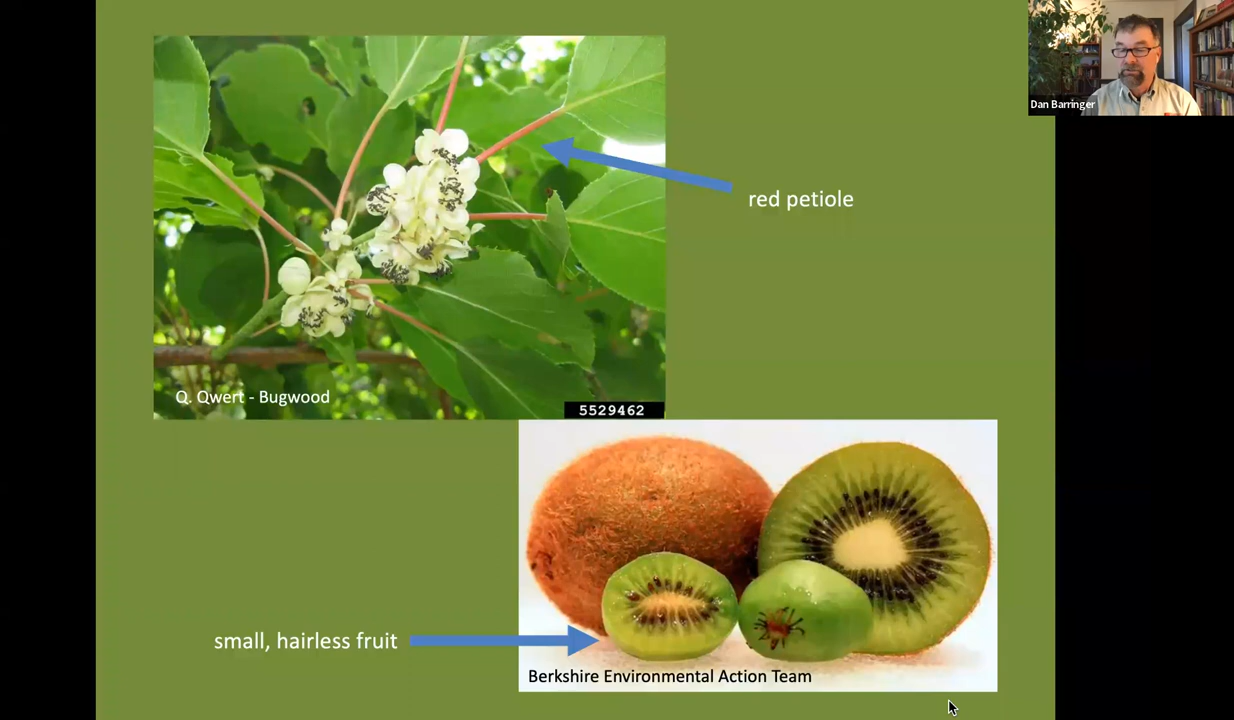 Dan Barringer
red petiole
Q. Qwert - Bugwood
5529462
small, hairless fruit
Berkshire Environmental Action Team